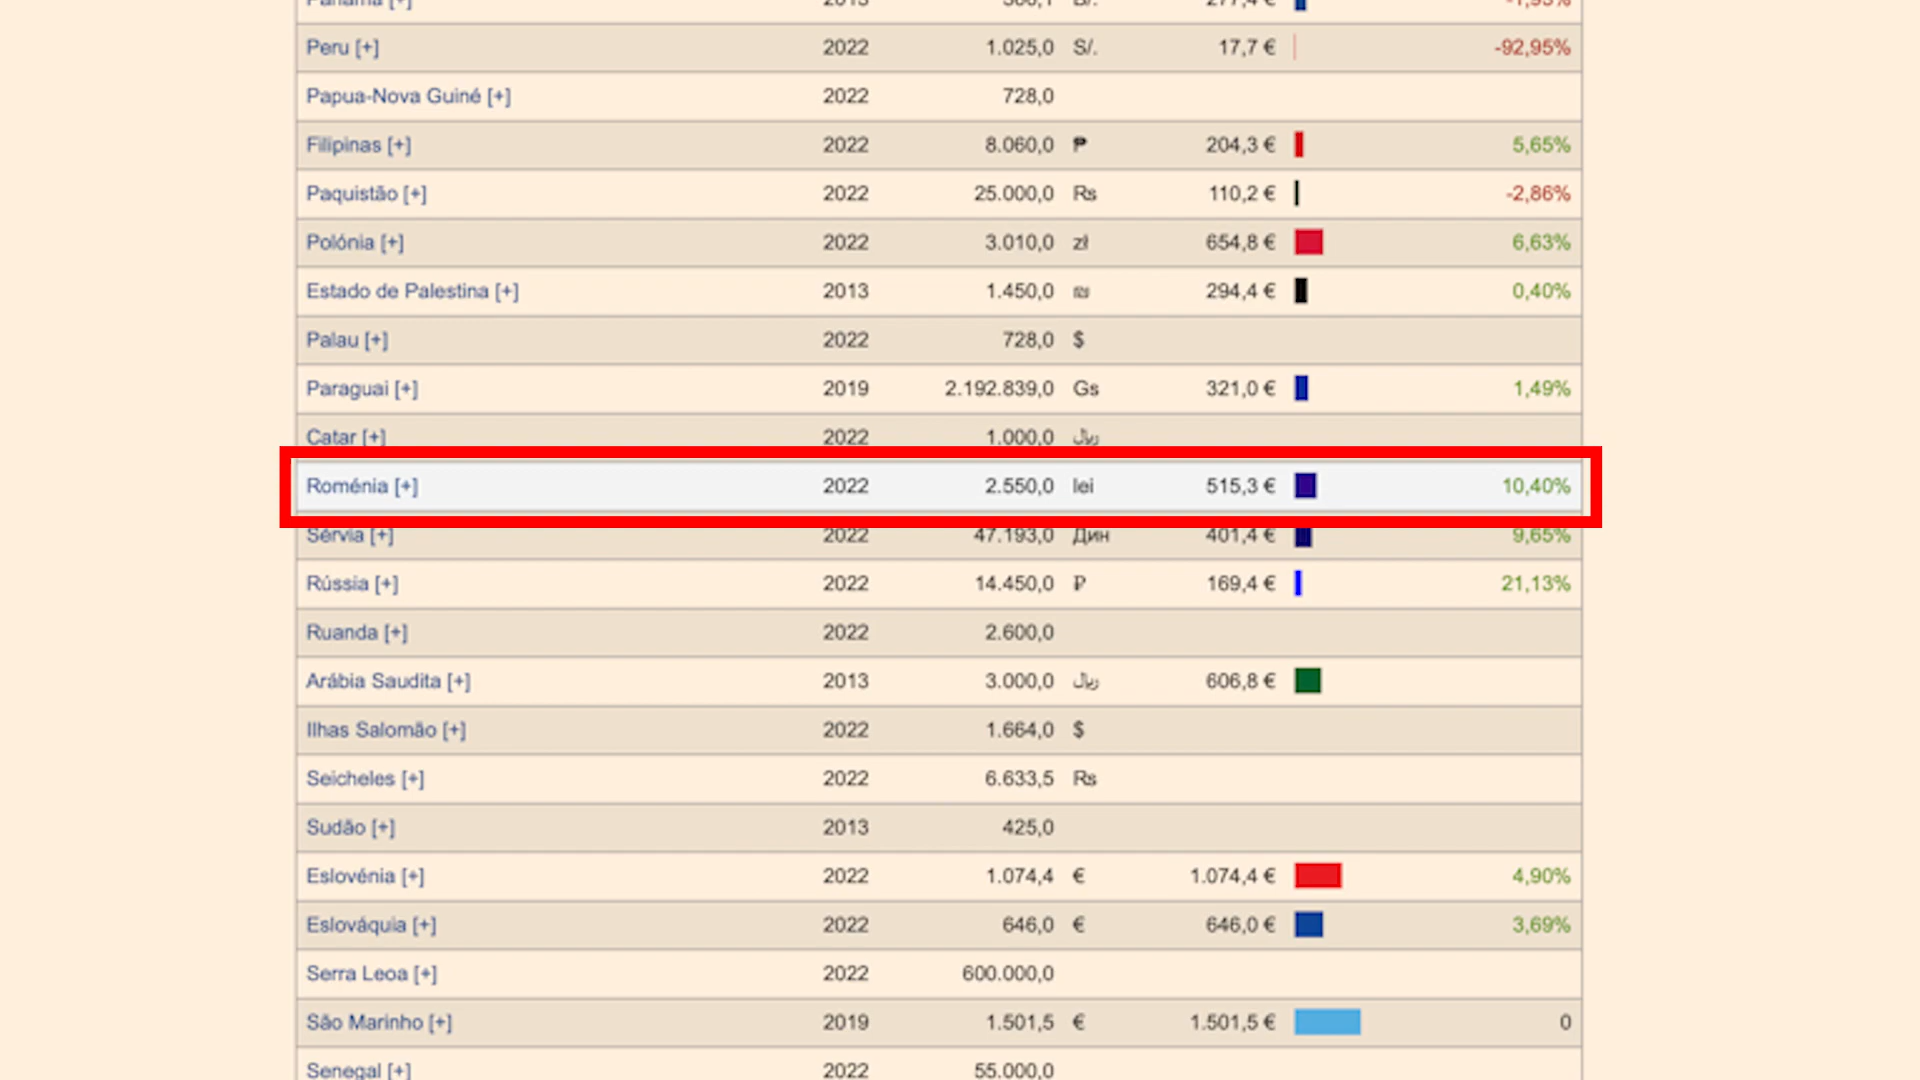 Peru [+] 2022 1.025,0 S/. 17,7 € -92,95%
Papua-Nova Guiné [+] 2022 728,0
Filipinas [+] 2022 8.060,0 ₱ 204,3 € 5,65%
Paquistão [+] 2022 25.000,0 Rs 110,2 € -2,86%
Polónia [+] 2022 3.010,0 zł 654,8 € 6,63%
Estado de Palestina [+] 2013 1.450,0 ₪ 294,4 € 0,40%
Palau [+] 2022 728,0 $
Paraguai [+] 2019 2.192.839,0 Gs 321,0 € 1,49%
Catar [+] 2022 1.000,0 ﷼
Roménia [+] 2022 2.550,0 lei 515,3 € 10,40%
Sérvia [+] 2022 47.193,0 Дин 401,4 € 9,65%
Rússia [+] 2022 14.450,0 ₽ 169,4 € 21,13%
Ruanda [+] 2022 2.600,0
Arábia Saudita [+] 2013 3.000,0 ﷼ 606,8 €
Ilhas Salomão [+] 2022 1.664,0 $
Seicheles [+] 2022 6.633,5 Rs
Sudão [+] 2013 425,0
Eslovénia [+] 2022 1.074,4 € 1.074,4 € 4,90%
Eslováquia [+] 2022 646,0 € 646,0 € 3,69%
Serra Leoa [+] 2022 600.000,0
São Marinho [+] 2019 1.501,5 € 1.501,5 € 0
Senegal [+] 2022 55.000,0